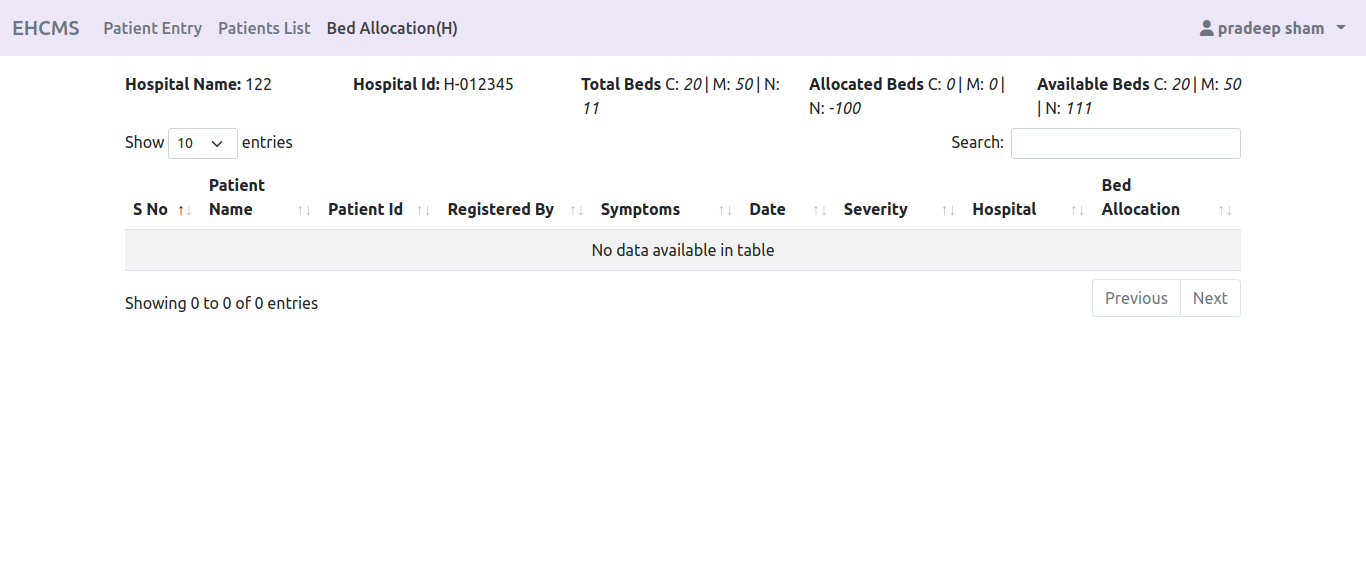 EHCMS Patient Entry Patients List Bed Allocation(H) pradeep sham
Hospital Name: 122 Hospital Id: H-012345 Total Beds C: 20 | M: 50 | N: Allocated Beds C: 0 | M: 0 | Available Beds C: 20 | M: 50
11 N: -100 | N: 111
Show 10 entries Search:
Patient Bed
S No Name Patient Id Registered By Symptoms Date Severity Hospital Allocation
No data available in table
Showing 0 to 0 of 0 entries Previous Next